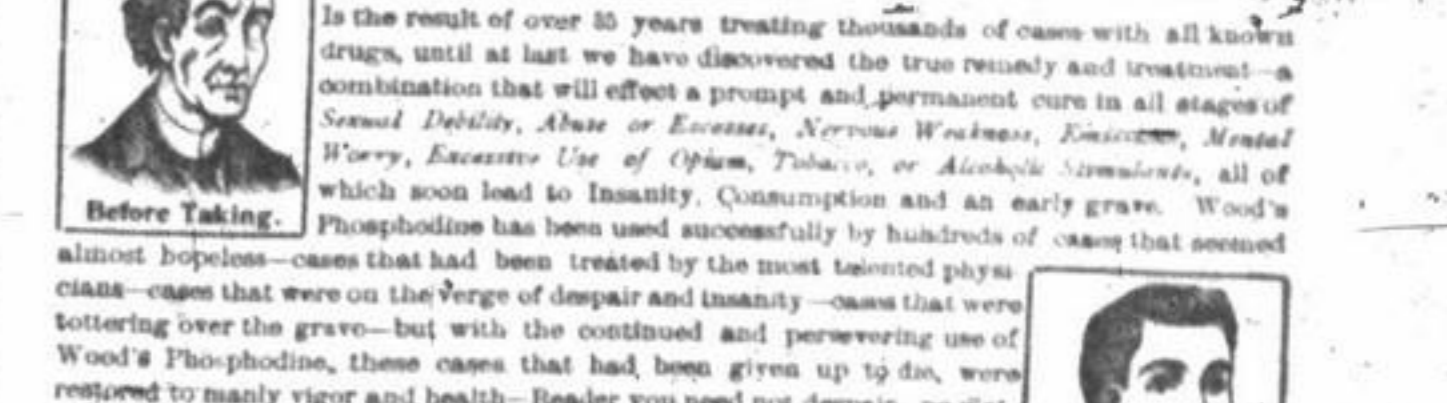 Is the result of over 35 years treating thousands of cases with all known
drugs, until at last we have discovered the true remedy and treatment—a
combination that will effect a prompt and permanent cure in all stages of
Sexual Debility, Abuse or Excesses, Nervous Weakness, Mental
Worry, Excessive Use of Opium, Tobacco, or Alcoholic Stimulants, all of
which soon lead to Insanity, Consumption and an early grave. Wood's
Before Taking.
Phosphodine has been used successfully by hundreds of cases that seemed
almost hopeless—cases that had been treated by the most talented physi
cians—cases that were on the verge of despair and insanity—cases that were
tottering over the grave—but with the continued and persevering use of
Wood's Phosphodine, these cases that had been given up to die, were
restored to manly vigor and health—Reader you need not despair